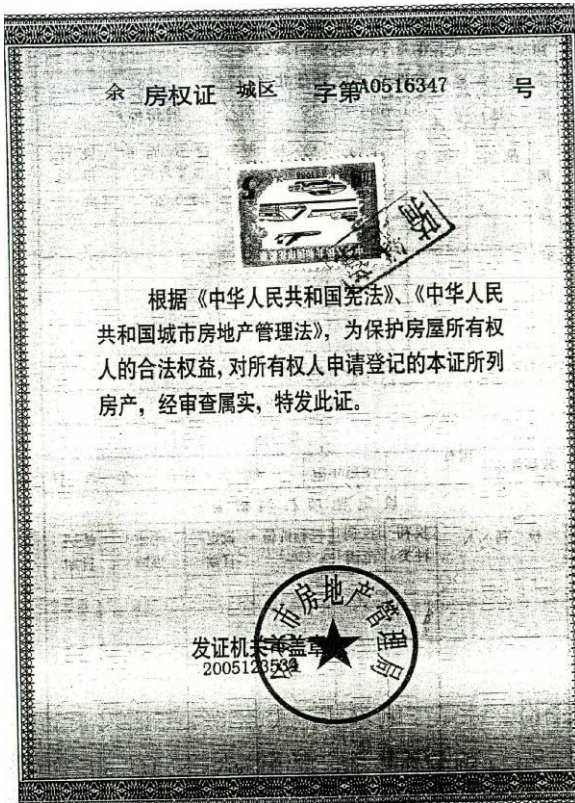 余 房权证 城区 字第A0516347 号
根据《中华人民共和国宪法》、《中华人民
共和国城市房地产管理法》，为保护房屋所有权
人的合法权益，对所有权人申请登记的本证所列
房产，经审查属实，特发此证。
市房地产管理局
发证机关 盖章